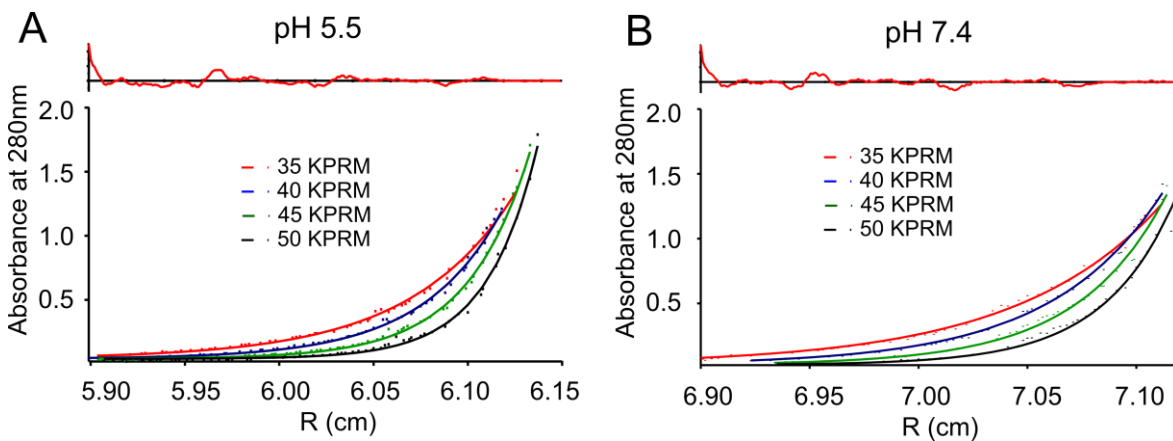 A
pH 5.5
Absorbance at 280nm
2.0
1.5
1.0
0.5
35 KPRM
40 KPRM
45 KPRM
50 KPRM
5.90 5.95 6.00 6.05 6.10 6.15
R (cm)
B
pH 7.4
Absorbance at 280nm
2.0
1.5
1.0
0.5
35 KPRM
40 KPRM
45 KPRM
50 KPRM
6.90 6.95 7.00 7.05 7.10
R (cm)